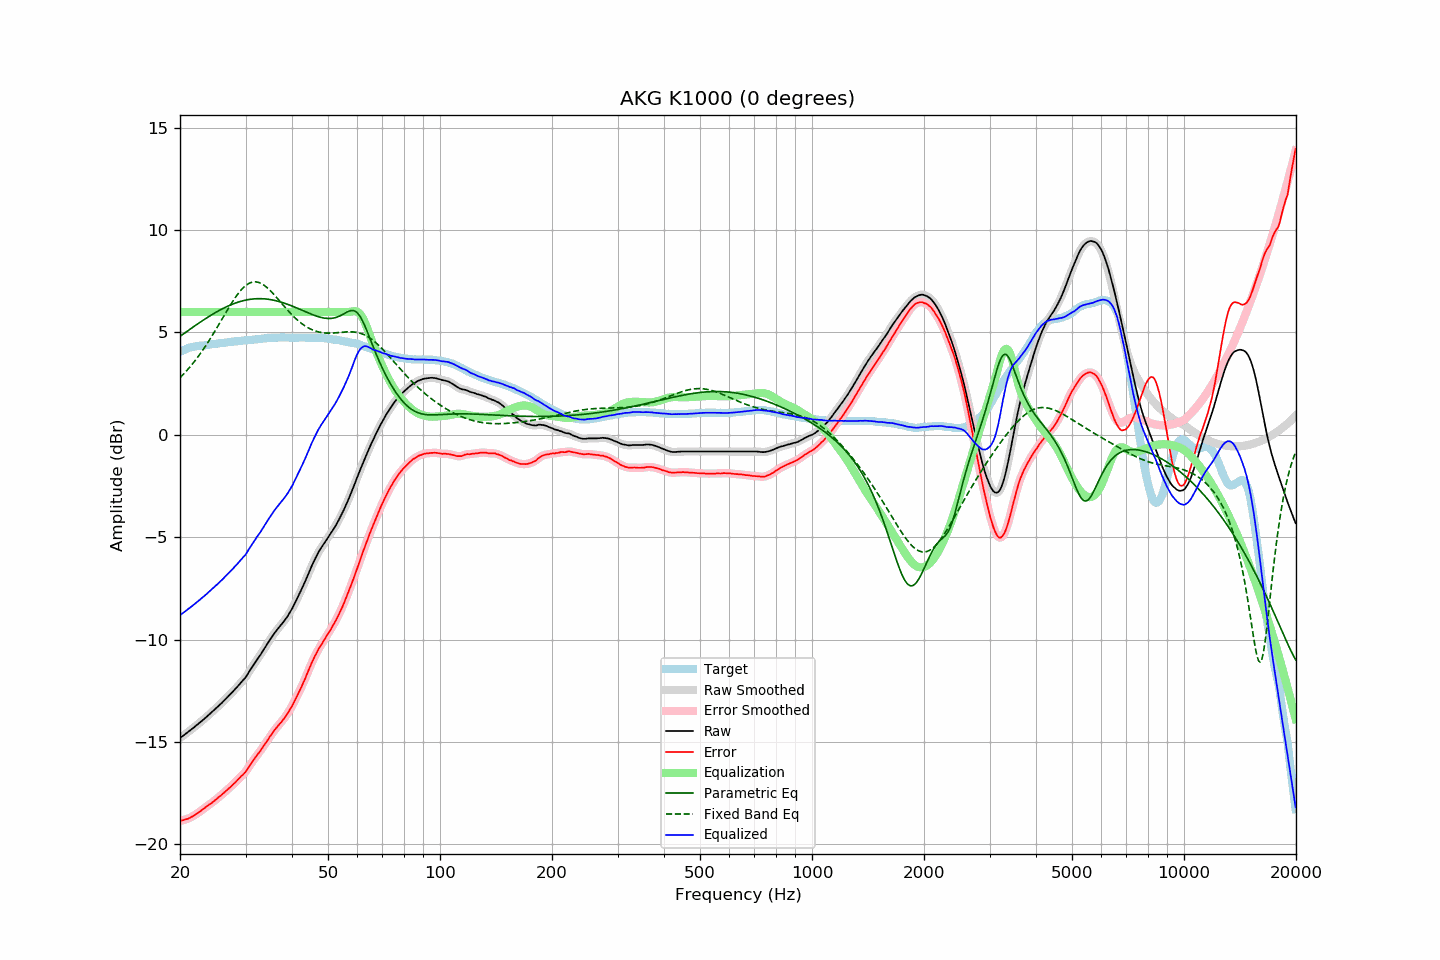 AKG K1000 (0 degrees)
15
10
5
0
−5
−10
−15
−20
Amplitude (dBr)
Target
Raw Smoothed
Error Smoothed
Raw
Error
Equalization
Parametric Eq
Fixed Band Eq
Equalized
20 50 100 200 500 1000 2000 5000 10000 20000
Frequency (Hz)